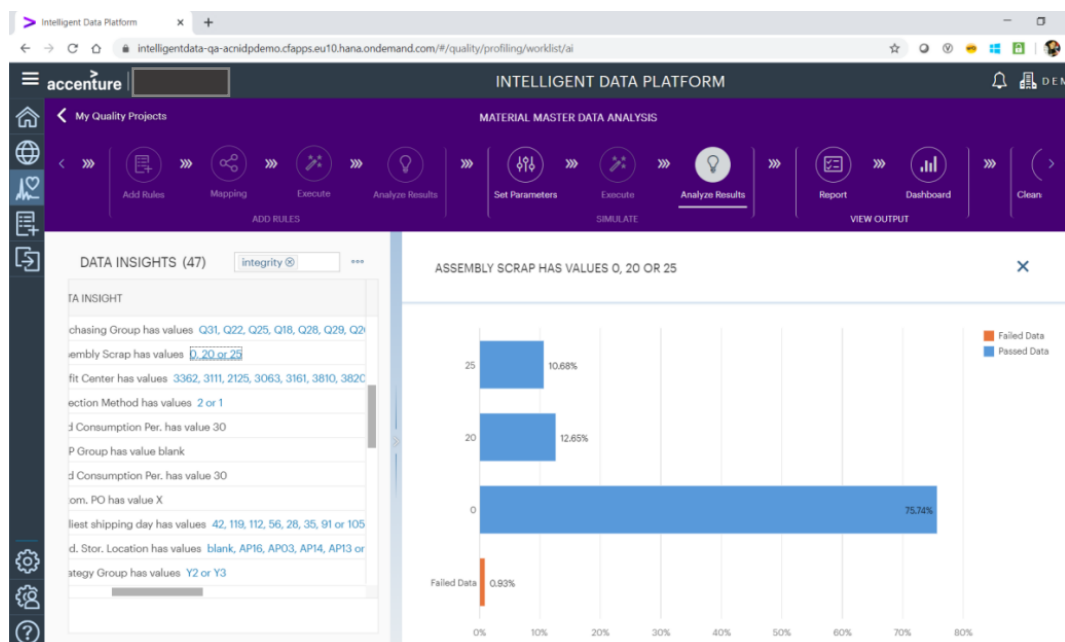 Intelligent Data Platform
intelligentdata-qa-acnidpdemo.cfapps.eu10.hana.ondemand.com/#/quality/profiling/worklist/ai
accenture
INTELLIGENT DATA PLATFORM
DEM
My Quality Projects
MATERIAL MASTER DATA ANALYSIS
Add Rules
Mapping
Execute
Analyze Results
Set Parameters
Execute
Analyze Results
Report
Dashboard
Clean
ADD RULES
SIMULATE
VIEW OUTPUT
DATA INSIGHTS (47)
integrity
TA INSIGHT
chasing Group has values Q31, Q22, Q25, Q18, Q28, Q29, Q2
embly Scrap has values 0, 20 or 25
fit Center has values 3362, 3111, 2125, 3063, 3161, 3810, 3820
ection Method has values 2 or 1
d Consumption Per. has value 30
P Group has value blank
d Consumption Per. has value 30
om. PO has value X
liest shipping day has values 42, 119, 112, 56, 28, 35, 91 or 105
d. Stor. Location has values blank, AP16, AP03, AP14, AP13 or
ategy Group has values Y2 or Y3
ASSEMBLY SCRAP HAS VALUES 0, 20 OR 25
Failed Data
Passed Data
25
10.68%
20
12.65%
0
75.74%
Failed Data
0.93%
0% 10% 20% 30% 40% 50% 60% 70% 80%